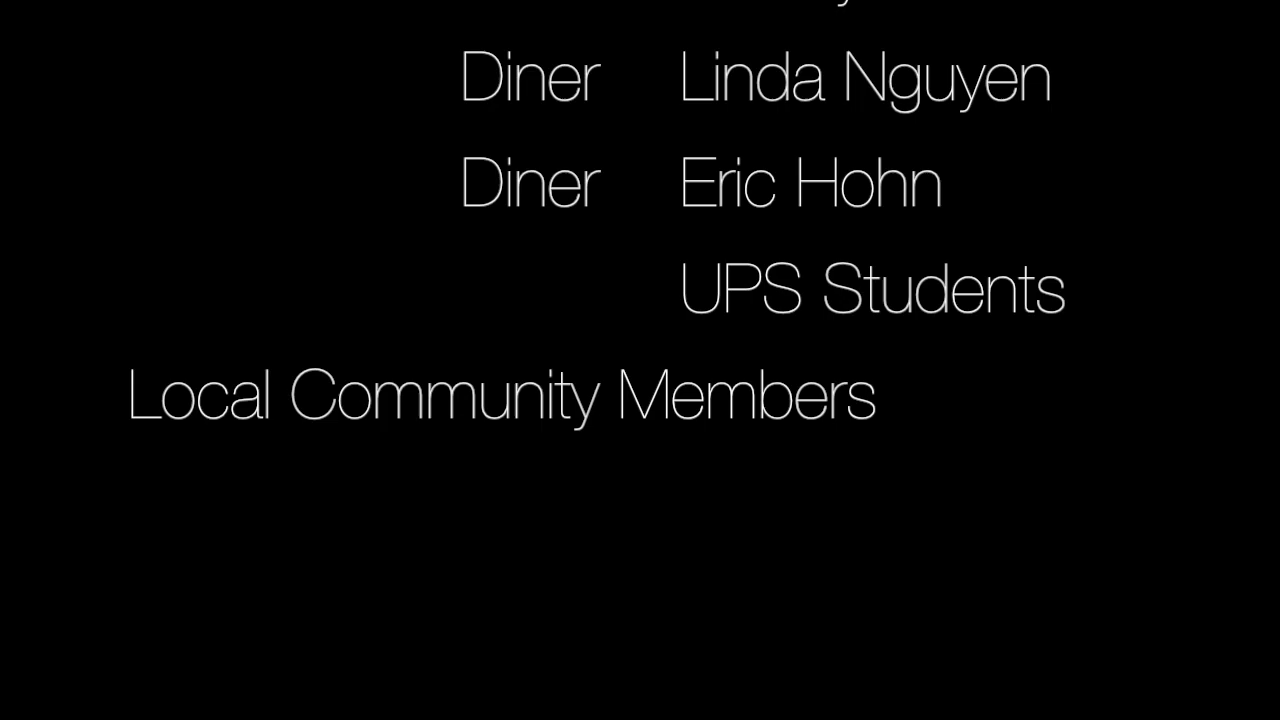 Diner Linda Nguyen
Diner Eric Hohn
UPS Students
Local Community Members